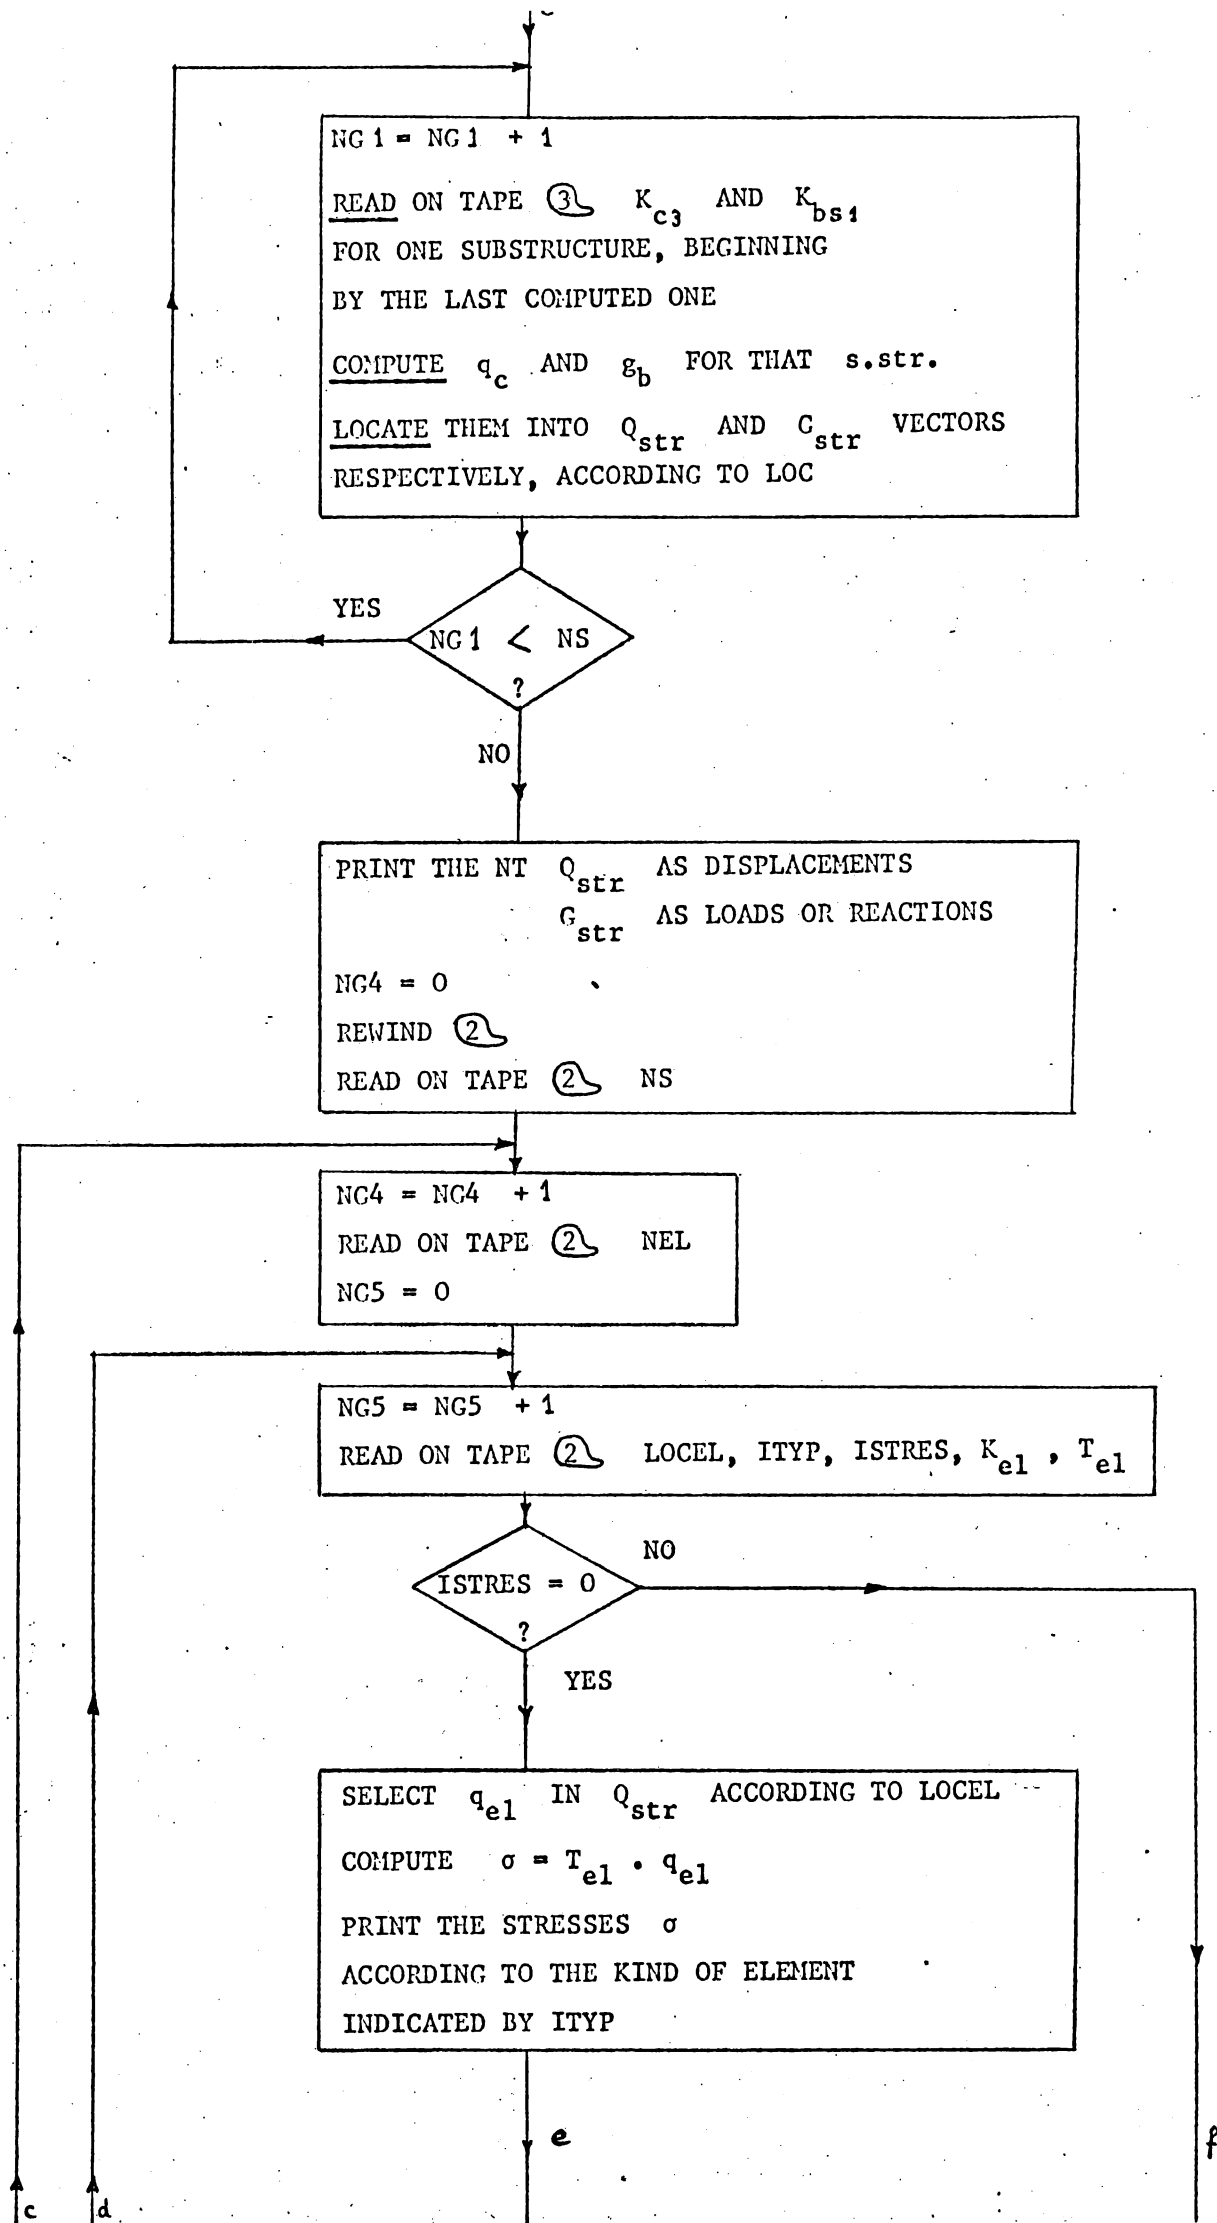 NG1 = NG1 + 1
READ ON TAPE 3 K_c3 AND K_bs1
FOR ONE SUBSTRUCTURE, BEGINNING
BY THE LAST COMPUTED ONE
COMPUTE q_c AND g_b FOR THAT s.str.
LOCATE THEM INTO Q_str AND G_str VECTORS
RESPECTIVELY, ACCORDING TO LOC
YES
NG1 < NS
?
NO
PRINT THE NT Q_str AS DISPLACEMENTS
G_str AS LOADS OR REACTIONS
NG4 = 0
REWIND 2
READ ON TAPE 2 NS
NG4 = NG4 + 1
READ ON TAPE 2 NEL
NG5 = 0
NG5 = NG5 + 1
READ ON TAPE 2 LOCEL, ITYP, ISTRES, K_el , T_el
NO
ISTRES = 0
?
YES
SELECT q_el IN Q_str ACCORDING TO LOCEL
COMPUTE σ = T_el . q_el
PRINT THE STRESSES σ
ACCORDING TO THE KIND OF ELEMENT
INDICATED BY ITYP
e
f
c
d